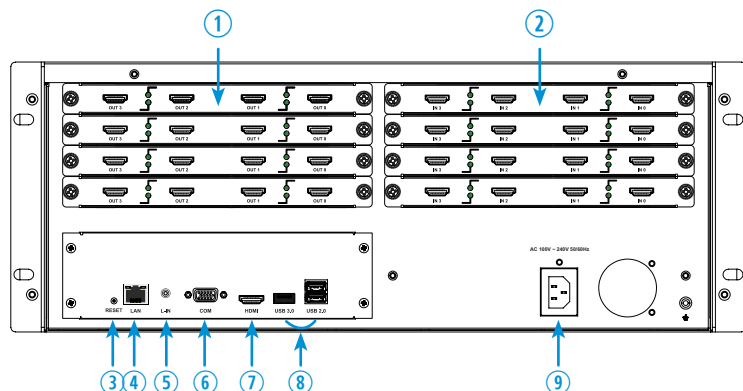 ① ②
OUT 3 OUT 2 OUT 1 OUT 0 IN 3 IN 2 IN 1 IN 0
OUT 3 OUT 2 OUT 1 OUT 0 IN 3 IN 2 IN 1 IN 0
OUT 3 OUT 2 OUT 1 OUT 0 IN 3 IN 2 IN 1 IN 0
OUT 3 OUT 2 OUT 1 OUT 0 IN 3 IN 2 IN 1 IN 0
AC 100V ~ 240V 50/60Hz
RESET LAN L-IN COM HDMI USB 3.0 USB 2.0
③ ④ ⑤ ⑥ ⑦ ⑧ ⑨